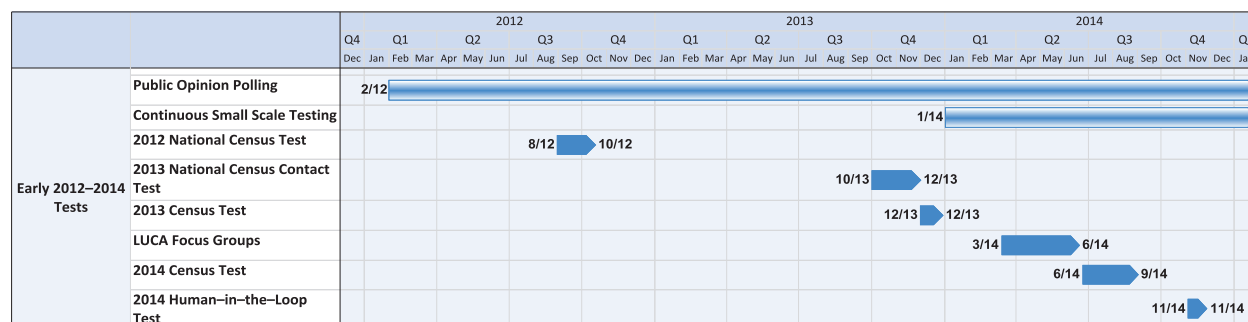 2012 2013 2014
Q4 Q1 Q2 Q3 Q4 Q1 Q2 Q3 Q4 Q1 Q2 Q3 Q4
Dec Jan Feb Mar Apr May Jun Jul Aug Sep Oct Nov Dec Jan Feb Mar Apr May Jun Jul Aug Sep Oct Nov Dec Jan Feb Mar Apr May Jun Jul Aug Sep Oct Nov Dec
Early 2012–2014
Tests
Public Opinion Polling
2/12
Continuous Small Scale Testing
1/14
2012 National Census Test
8/12 10/12
2013 National Census Contact
Test
10/13 12/13
2013 Census Test
12/13 12/13
LUCA Focus Groups
3/14 6/14
2014 Census Test
6/14 9/14
2014 Human–in–the–Loop
Test
11/14 11/14